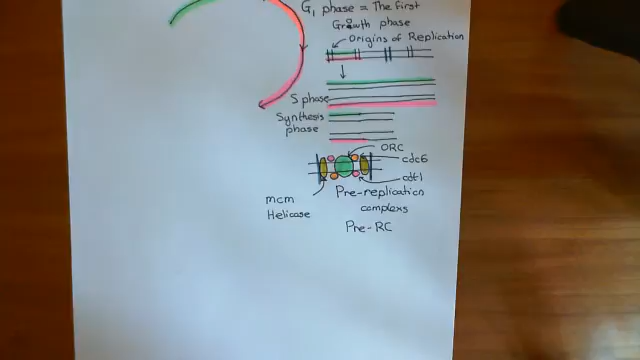 G1 phase = The first
Growth phase
Origins of Replication
S phase
Synthesis
phase
ORC
cdc6
cdt1
mcm
Helicase
Pre-replication
complexs
Pre-RC